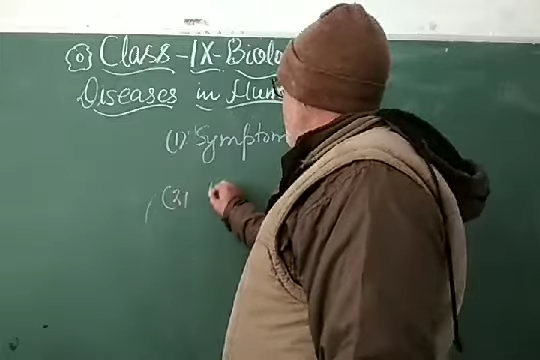 Class-IX-Biolo
Diseases in Hum
(1) Symptom
(2)